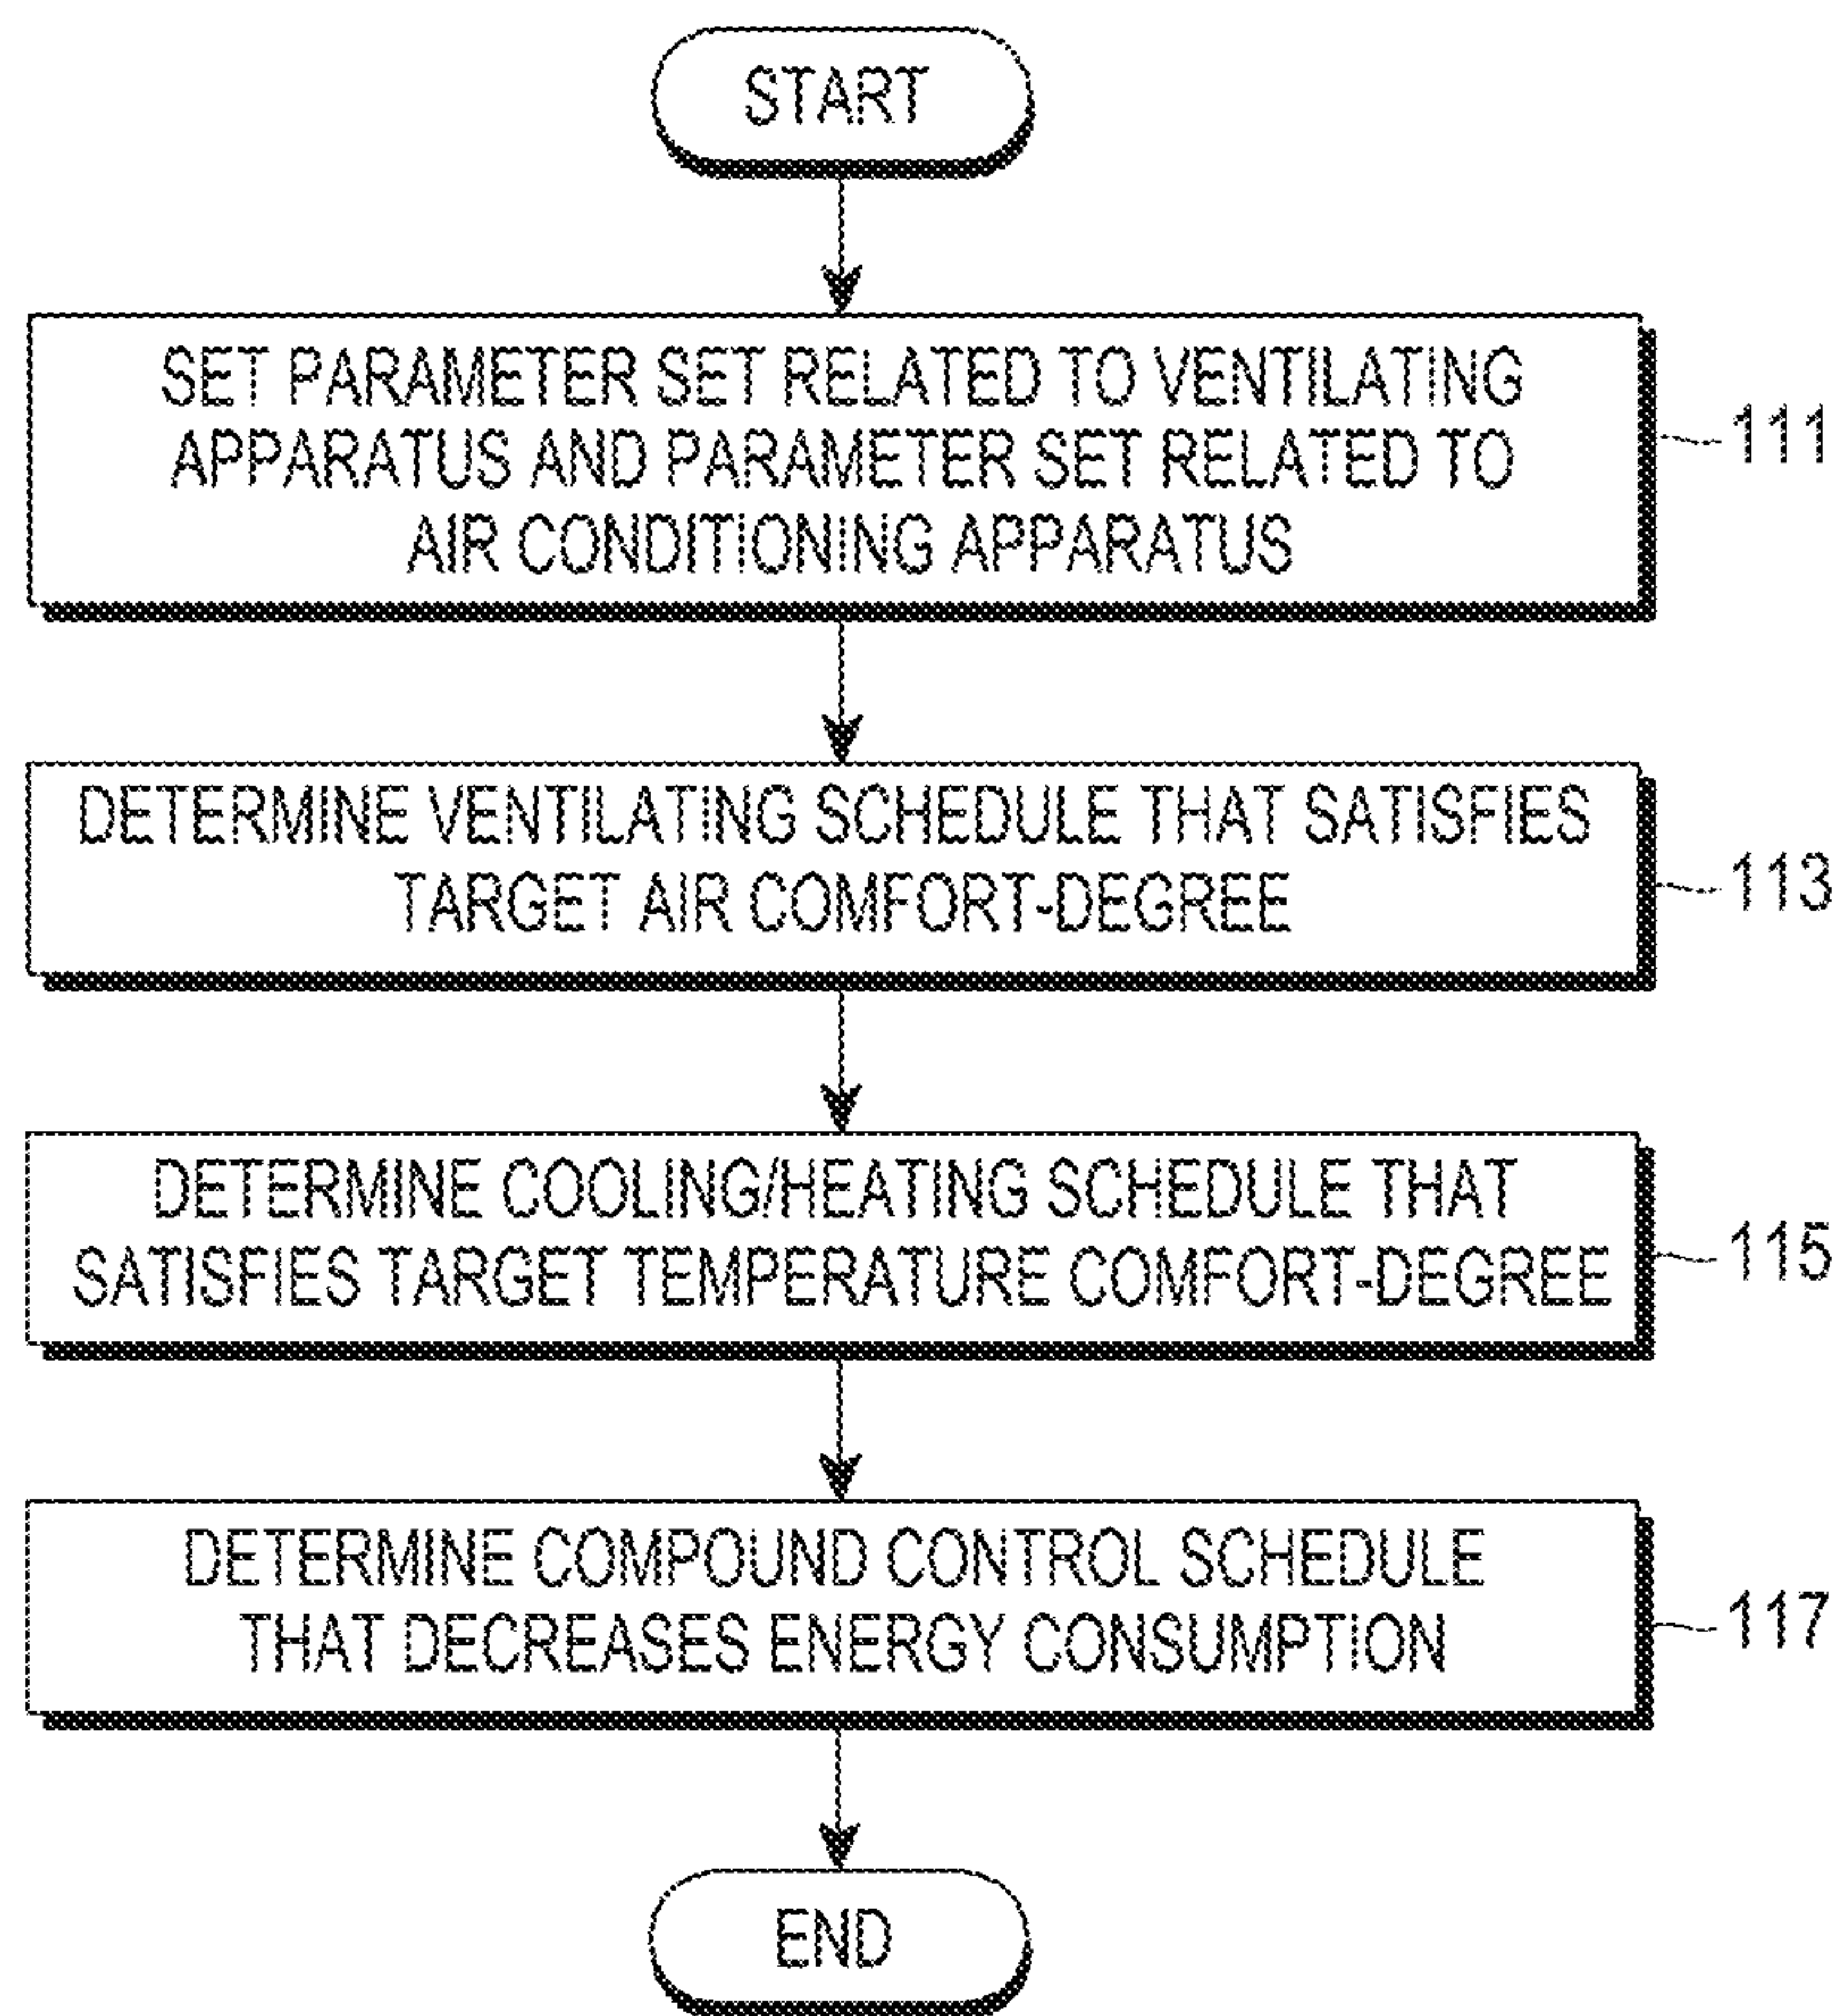 START
SET PARAMETER SET RELATED TO VENTILATING
APPARATUS AND PARAMETER SET RELATED TO
AIR CONDITIONING APPARATUS
111
DETERMINE VENTILATING SCHEDULE THAT SATISFIES
TARGET AIR COMFORT-DEGREE
113
DETERMINE COOLING/HEATING SCHEDULE THAT
SATISFIES TARGET TEMPERATURE COMFORT-DEGREE
115
DETERMINE COMPOUND CONTROL SCHEDULE
THAT DECREASES ENERGY CONSUMPTION
117
END